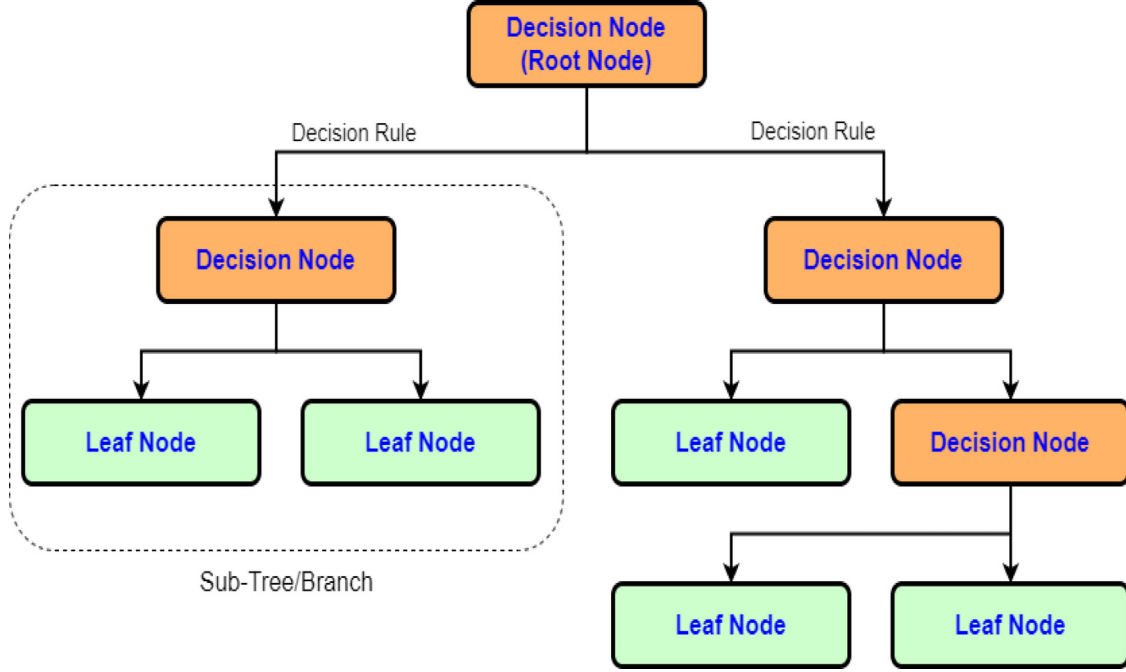 Decision Node
(Root Node)
Decision Rule
Decision Rule
Decision Node
Decision Node
Leaf Node
Leaf Node
Leaf Node
Decision Node
Sub-Tree/Branch
Leaf Node
Leaf Node